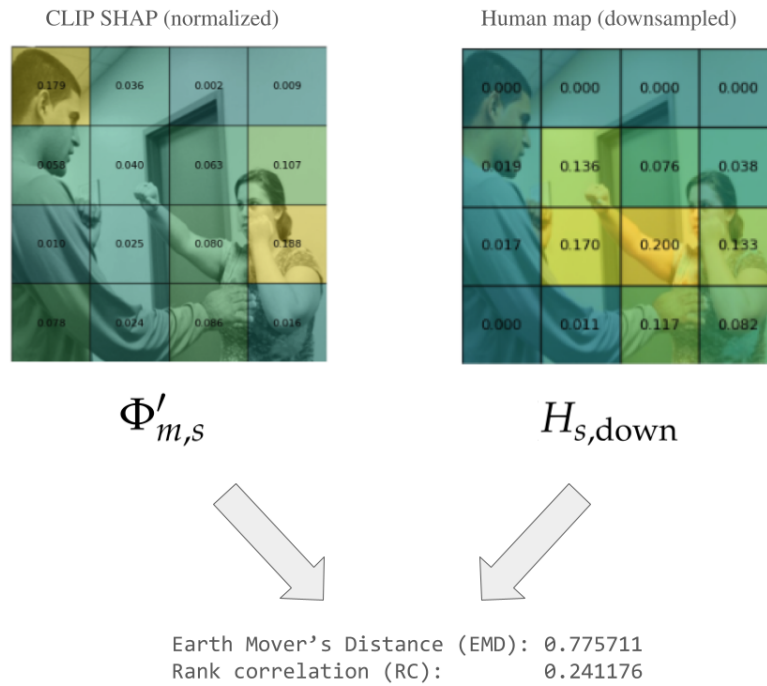 CLIP SHAP (normalized)
Human map (downsampled)
0.179 0.036 0.002 0.009
0.058 0.040 0.063 0.107
0.010 0.025 0.080 0.188
0.078 0.024 0.086 0.016
0.000 0.000 0.000 0.000
0.019 0.136 0.076 0.038
0.017 0.170 0.200 0.133
0.000 0.011 0.117 0.082
Φ′m,s
Hs,down
Earth Mover's Distance (EMD): 0.775711
Rank correlation (RC): 0.241176